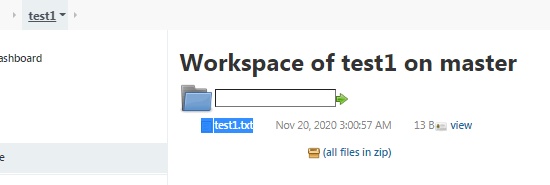 test1
ashboard
Workspace of test1 on master
test1.txt Nov 20, 2020 3:00:57 AM 13 B view
e
(all files in zip)